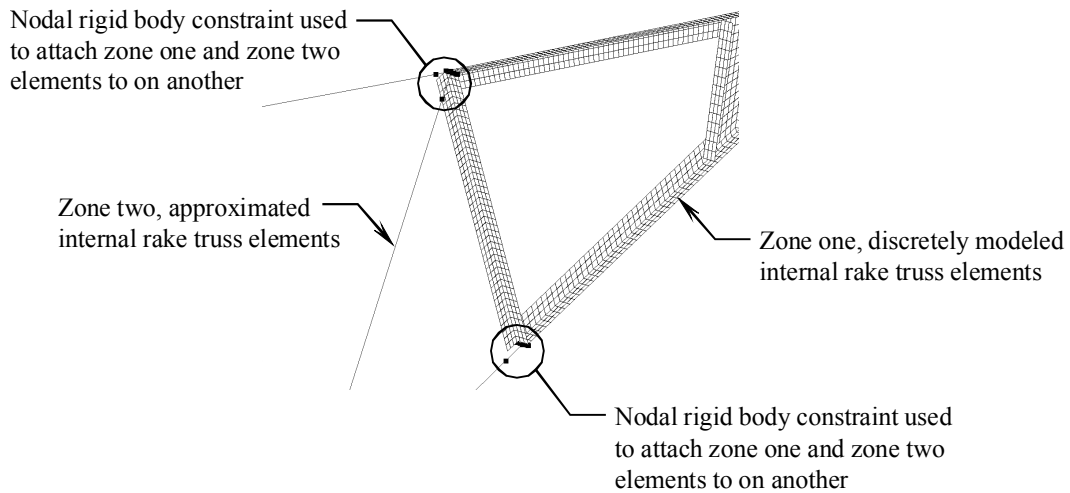 Nodal rigid body constraint used
to attach zone one and zone two
elements to on another
Zone two, approximated
internal rake truss elements
Zone one, discretely modeled
internal rake truss elements
Nodal rigid body constraint used
to attach zone one and zone two
elements to on another